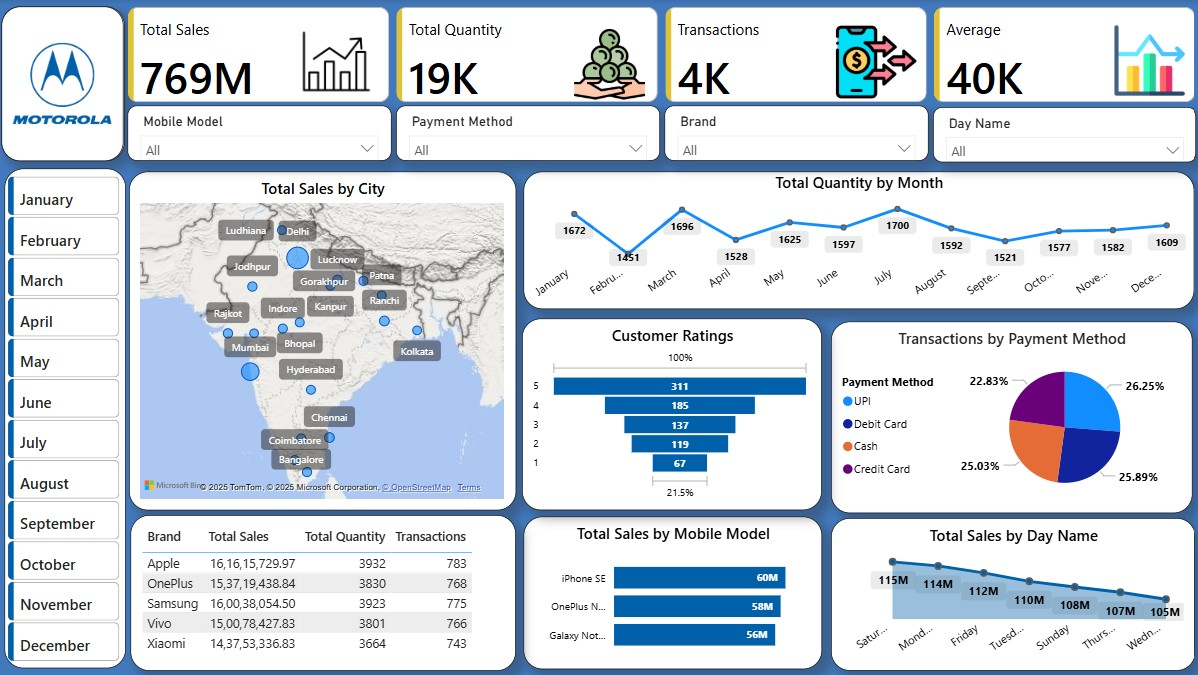 MOTOROLA
Total Sales
769M
Total Quantity
19K
Transactions
4K
Average
40K
Mobile Model
All
Payment Method
All
Brand
All
Day Name
All
January
February
March
April
May
June
July
August
September
October
November
December
Total Sales by City
Ludhiana
Delhi
Jodhpur
Lucknow
Gorakhpur
Patna
Rajkot
Indore
Kanpur
Ranchi
Mumbai
Bhopal
Kolkata
Hyderabad
Chennai
Coimbatore
Bangalore
Microsoft Bing
© 2025 TomTom, © 2025 Microsoft Corporation, © OpenStreetMap Terms
Total Quantity by Month
1672
1451
1696
1528
1625
1597
1700
1592
1521
1577
1582
1609
January
Febru...
March
April
May
June
July
August
Septe...
Octo...
Nove...
Dece...
Customer Ratings
100%
5 311
4 185
3 137
2 119
1 67
21.5%
Transactions by Payment Method
Payment Method
UPI
Debit Card
Cash
Credit Card
22.83%
26.25%
25.03%
25.89%
Brand Total Sales Total Quantity Transactions
Apple 16,16,15,729.97 3932 783
OnePlus 15,37,19,438.84 3830 768
Samsung 16,00,38,054.50 3923 775
Vivo 15,00,78,427.83 3801 766
Xiaomi 14,37,53,336.83 3664 743
Total Sales by Mobile Model
iPhone SE 60M
OnePlus N... 58M
Galaxy Not... 56M
Total Sales by Day Name
115M
114M
112M
110M
108M
107M
105M
Satur...
Mond...
Friday
Tuesd...
Sunday
Thurs...
Wedn...